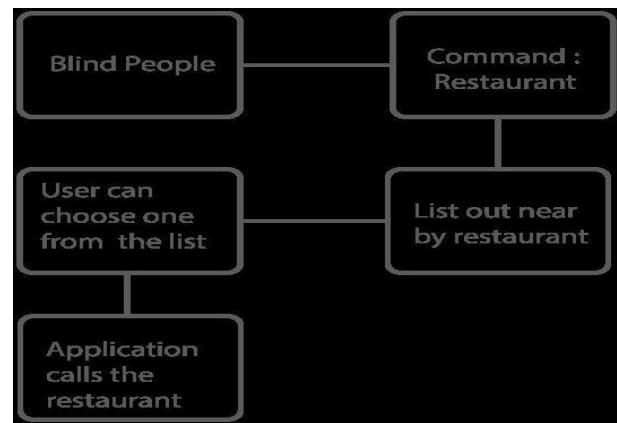 Blind People
Command :
Restaurant
List out near
by restaurant
User can
choose one
from the list
Application
calls the
restaurant